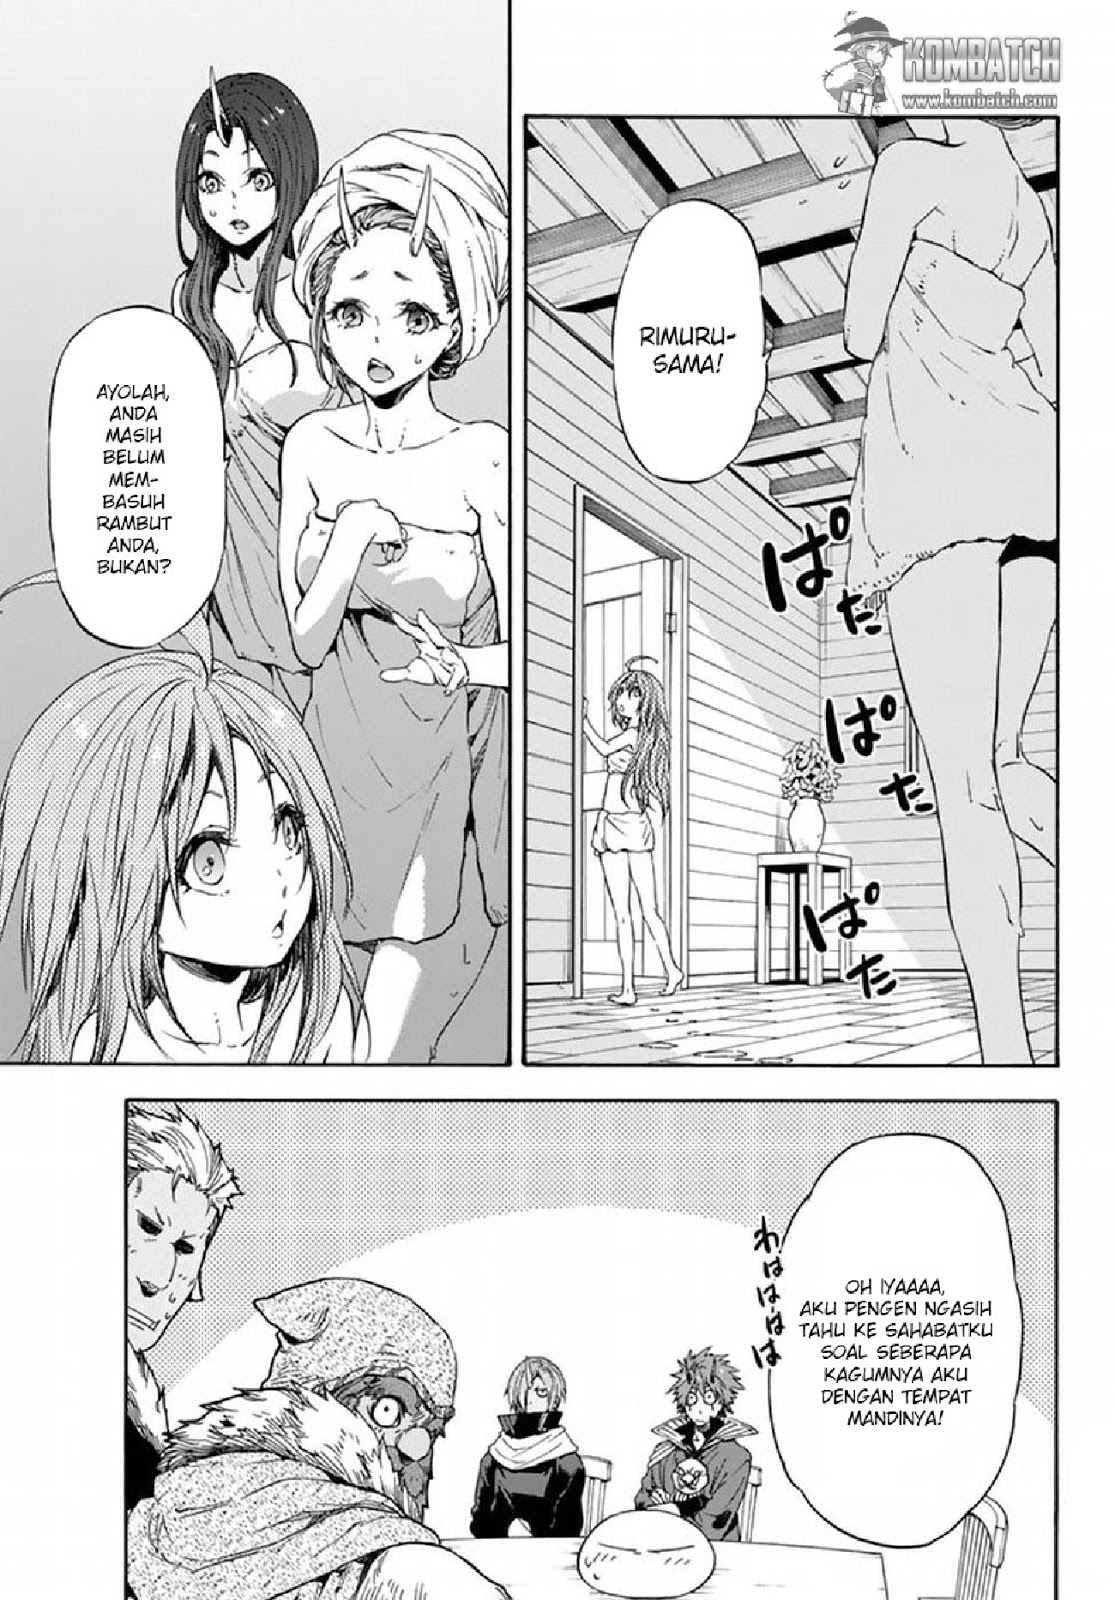 KOMBATCH
www.kombatch.com
RIMURU-
SAMA!
ぱた
ぱた
ぱた
AYOLAH,
ANDA
MASIH
BELUM
MEM-
BASUH
RAMBUT
ANDA,
BUKAN?
OH IYAAAA,
AKU PENGEN NGASIH
TAHU KE SAHABATKU
SOAL SEBERAPA
KAGUMNYA AKU
DENGAN TEMPAT
MANDINYA!
わははは